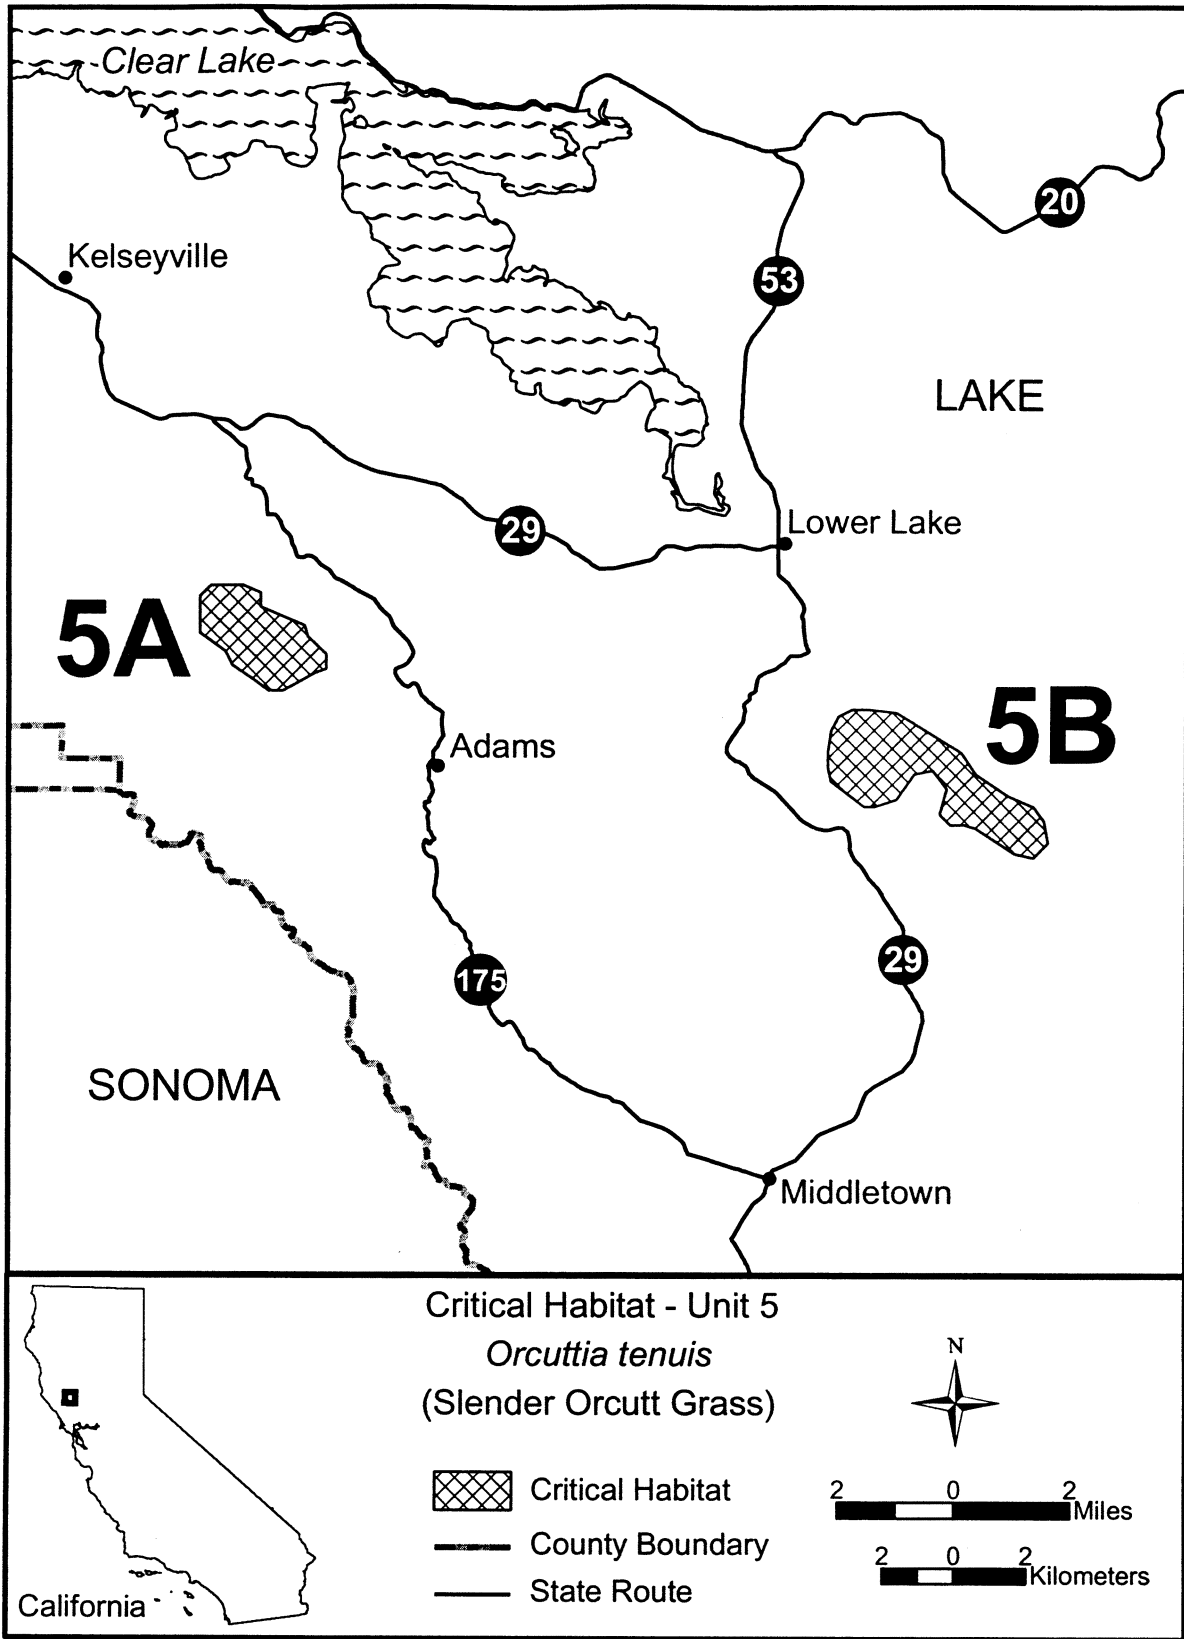 Clear Lake
20
Kelseyville
53
LAKE
Lower Lake
29
5A
5B
Adams
29
175
SONOMA
Middletown
Critical Habitat - Unit 5
Orcuttia tenuis
(Slender Orcutt Grass)
N
Critical Habitat
County Boundary
State Route
2 0 2
Miles
2 0 2
Kilometers
California